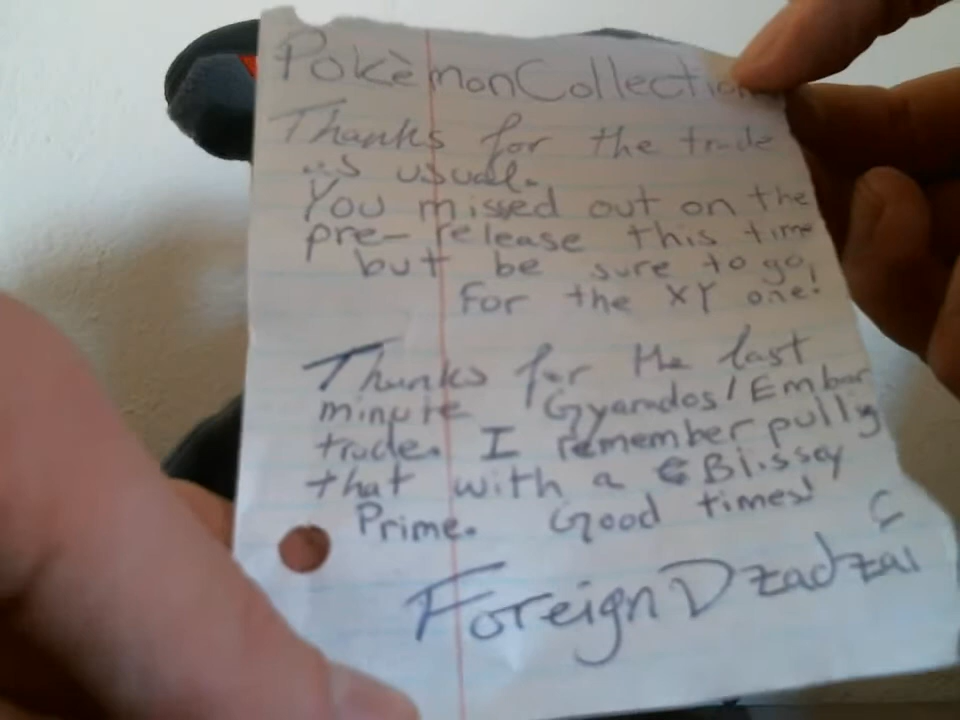 PokèmonCollection
Thanks for the trade
as usual.
You missed out on the
pre-release this time
but be sure to go,
For the XY one!
Thanks for the last
minute Gyarados/Emboar
trade. I remember pullig
that with a Blissey
Prime. Good times!
ForeignDzadzai